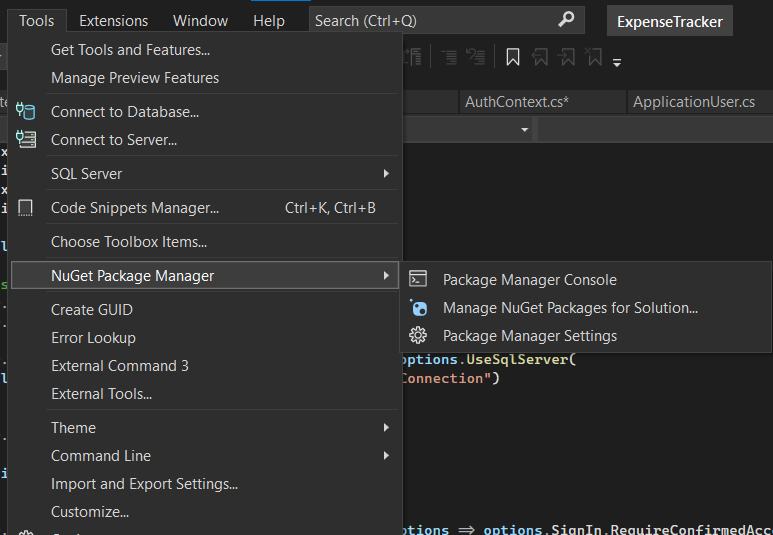 Tools Extensions Window Help Search (Ctrl+Q) ExpenseTracker
Get Tools and Features...
Manage Preview Features
AuthContext.cs* ApplicationUser.cs
Connect to Database...
Connect to Server...
SQL Server
Code Snippets Manager... Ctrl+K, Ctrl+B
Choose Toolbox Items...
NuGet Package Manager
Package Manager Console
Manage NuGet Packages for Solution...
Package Manager Settings
Create GUID
Error Lookup
options.UseSqlServer(
External Command 3
Connection")
External Tools...
Theme
Command Line
Import and Export Settings...
Customize...
options => options.SignIn.RequireConfirmedAcc